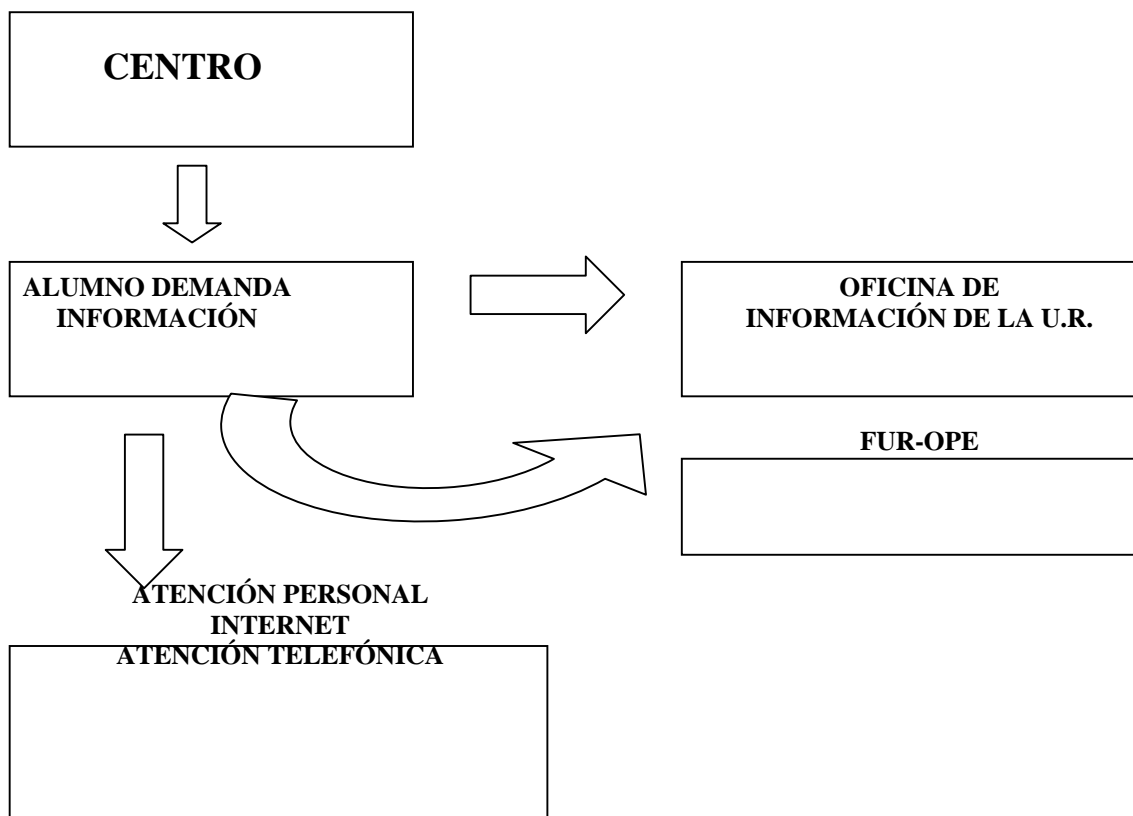 CENTRO
ALUMNO DEMANDA
INFORMACIÓN
OFICINA DE
INFORMACIÓN DE LA U.R.
FUR-OPE
ATENCIÓN PERSONAL
INTERNET
ATENCIÓN TELEFÓNICA